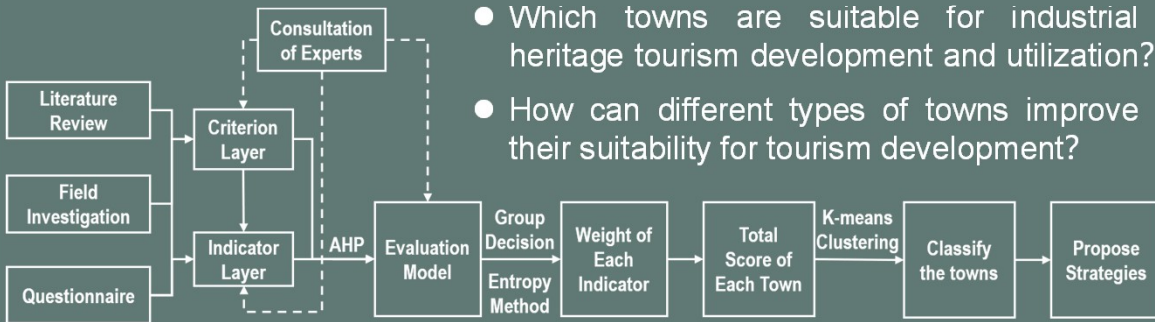 Consultation
of Experts
● Which towns are suitable for industrial
heritage tourism development and utilization?
● How can different types of towns improve
their suitability for tourism development?
Literature
Review
Criterion
Layer
Field
Investigation
Indicator
Layer
Questionnaire
AHP
Evaluation
Model
Group
Decision
Entropy
Method
Weight of
Each
Indicator
Total
Score of
Each Town
K-means
Clustering
Classify
the towns
Propose
Strategies